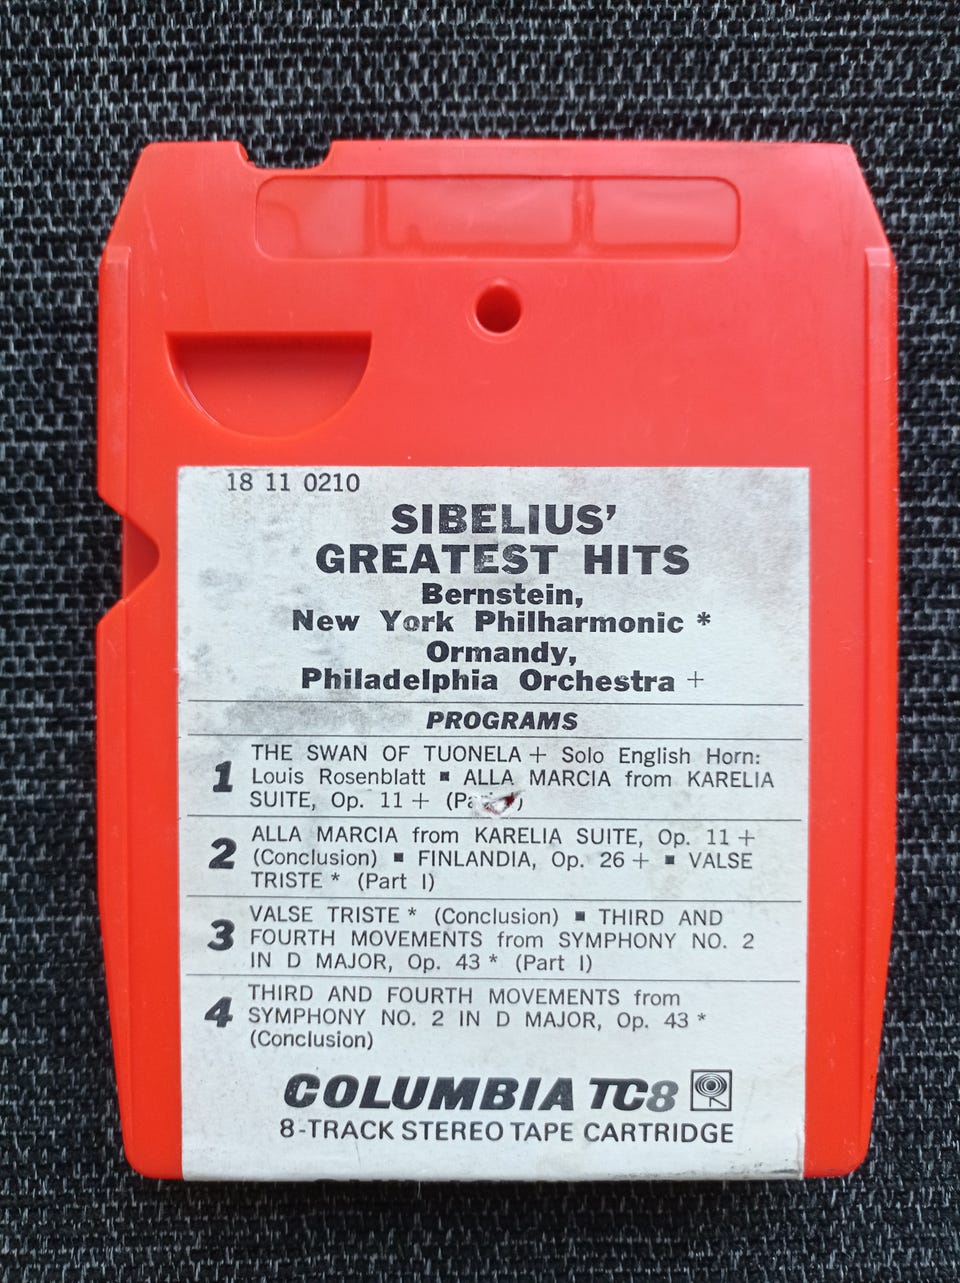 18 11 0210
SIBELIUS'
GREATEST HITS
Bernstein,
New York Philharmonic *
Ormandy,
Philadelphia Orchestra +
PROGRAMS
1 THE SWAN OF TUONELA + Solo English Horn:
Louis Rosenblatt ■ ALLA MARCIA from KARELIA
SUITE, Op. 11 +
2 ALLA MARCIA from KARELIA SUITE, Op. 11 +
(Conclusion) ■ FINLANDIA, Op. 26 + ■ VALSE
TRISTE * (Part I)
3 VALSE TRISTE * (Conclusion) ■ THIRD AND
FOURTH MOVEMENTS from SYMPHONY NO. 2
IN D MAJOR, Op. 43 * (Part I)
4 THIRD AND FOURTH MOVEMENTS from
SYMPHONY NO. 2 IN D MAJOR, Op. 43 *
(Conclusion)
COLUMBIA TC8
8-TRACK STEREO TAPE CARTRIDGE